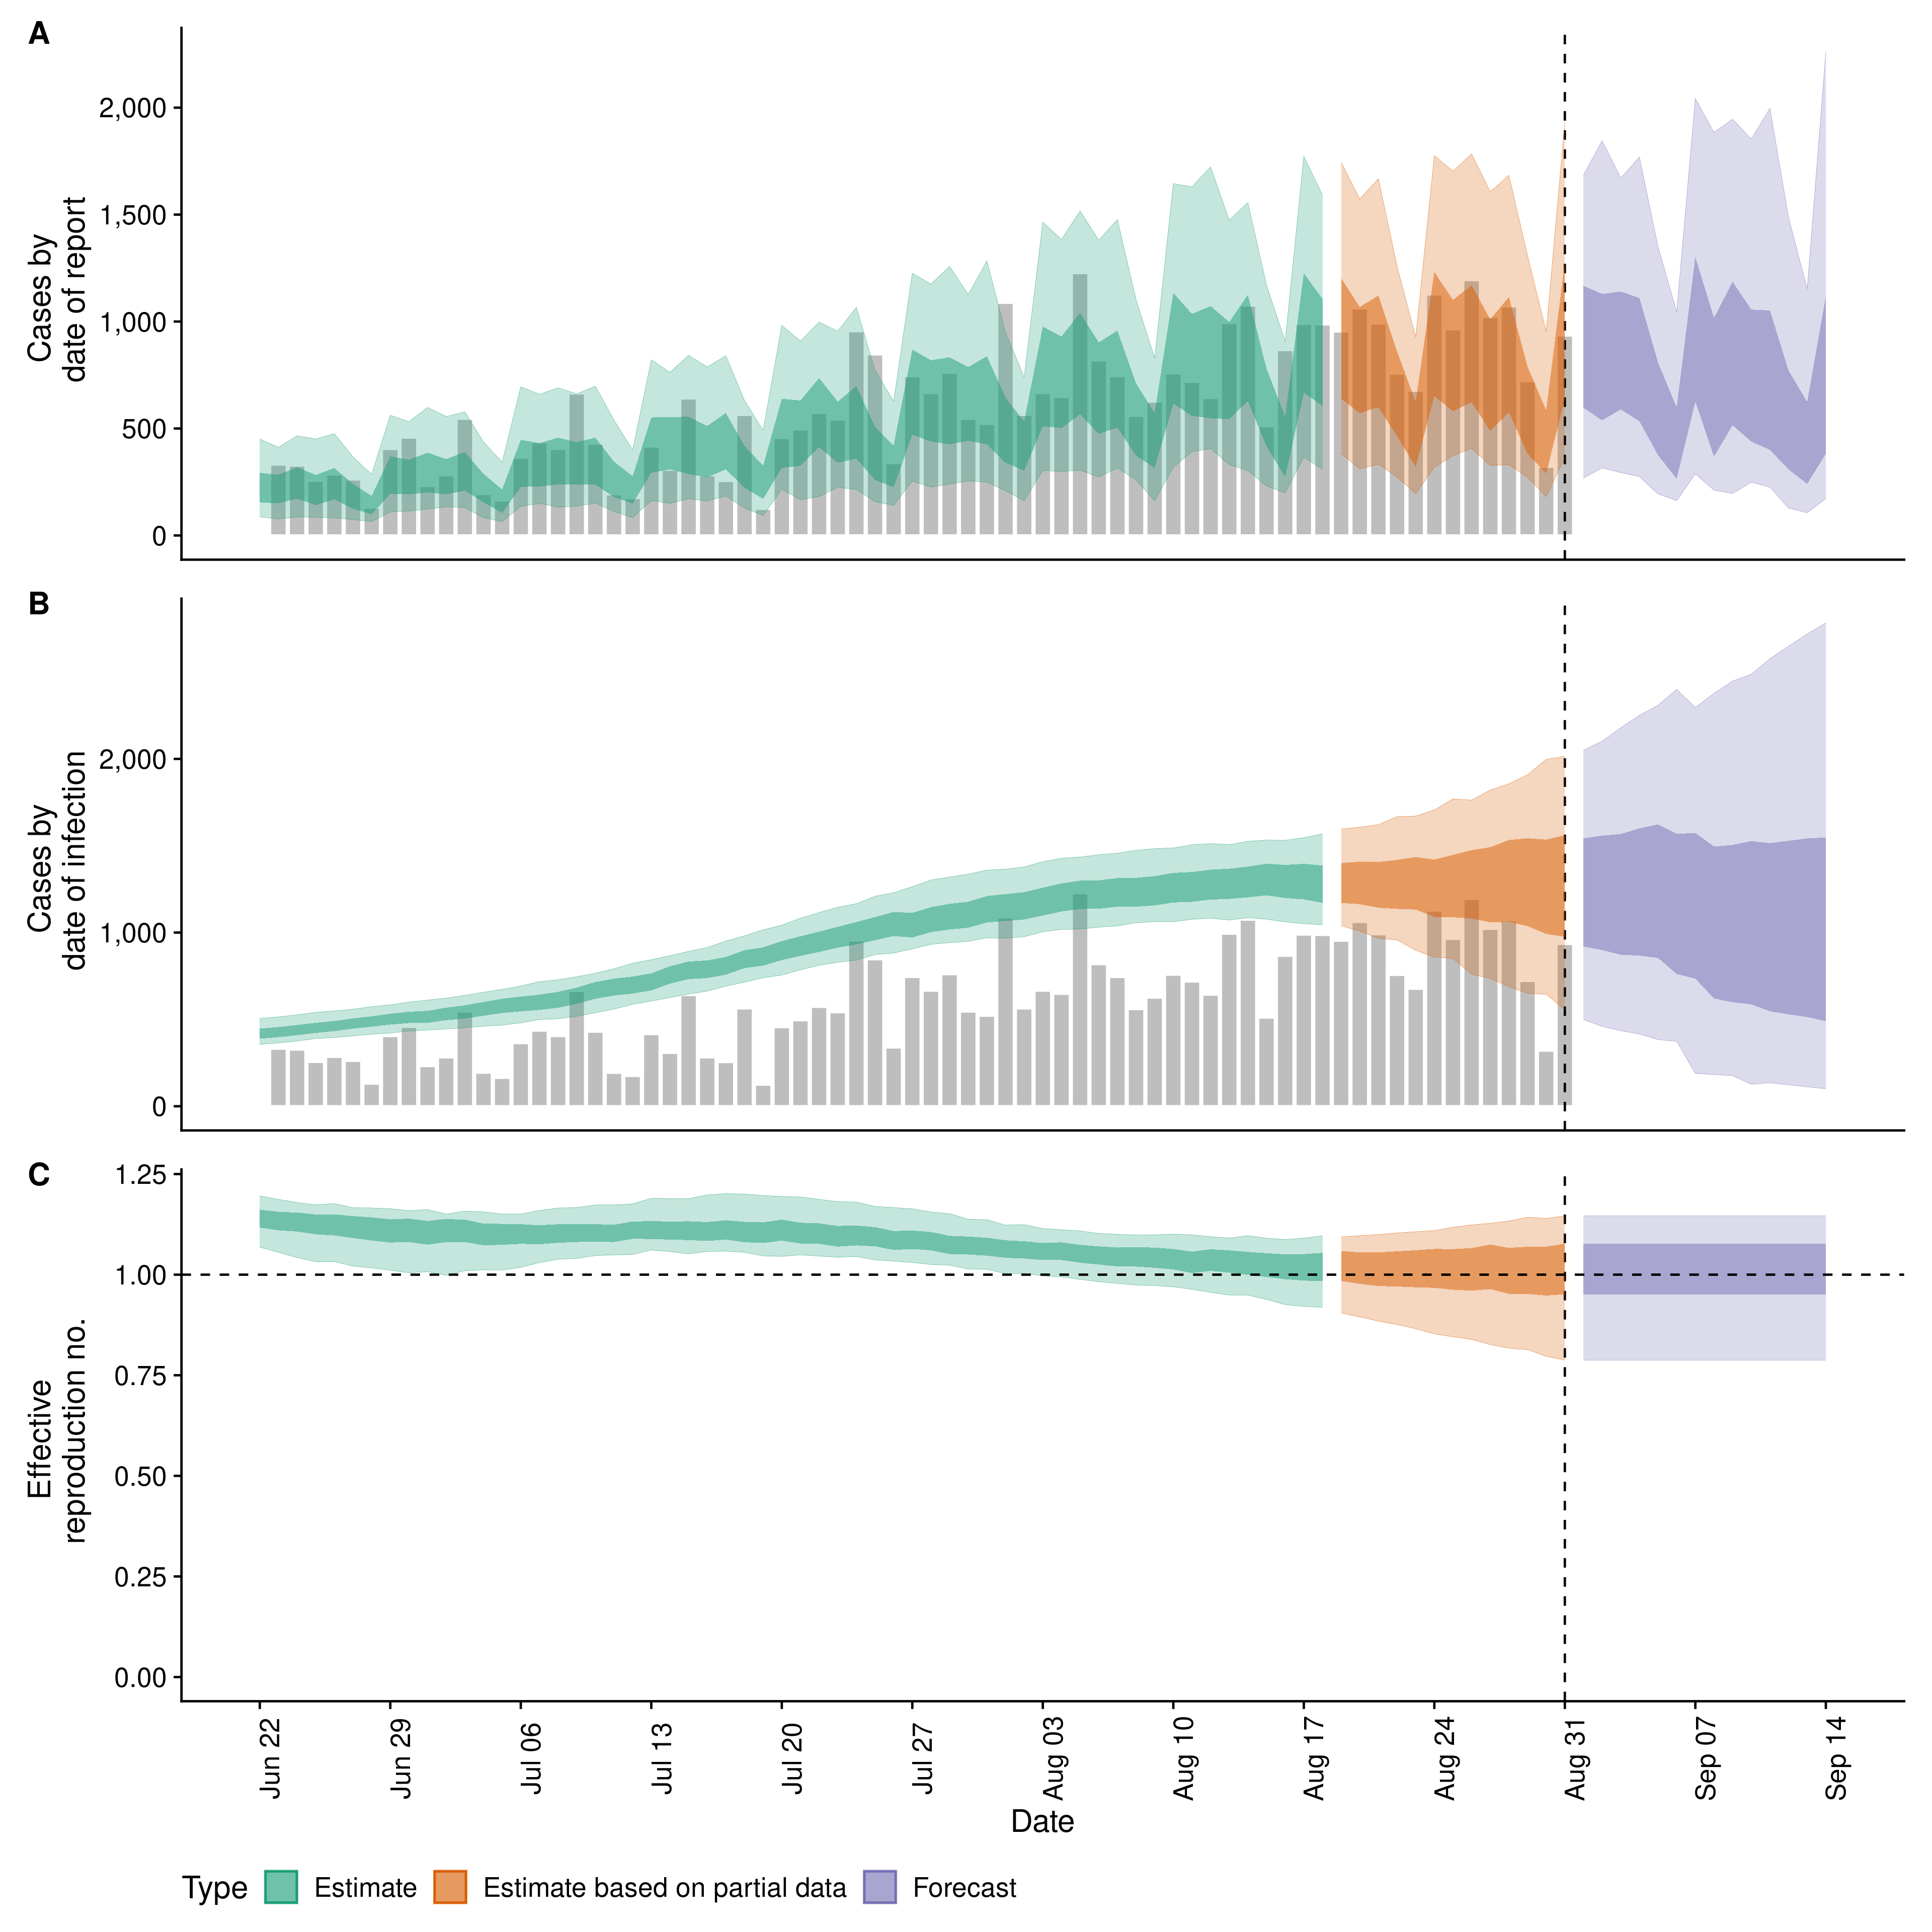 A
Cases by
date of report
2,000
1,500
1,000
500
0
B
Cases by
date of infection
2,000
1,000
0
C
Effective
reproduction no.
1.25
1.00
0.75
0.50
0.25
0.00
Jun 22
Jun 29
Jul 06
Jul 13
Jul 20
Jul 27
Aug 03
Aug 10
Aug 17
Aug 24
Aug 31
Sep 07
Sep 14
Date
Type Estimate Estimate based on partial data Forecast